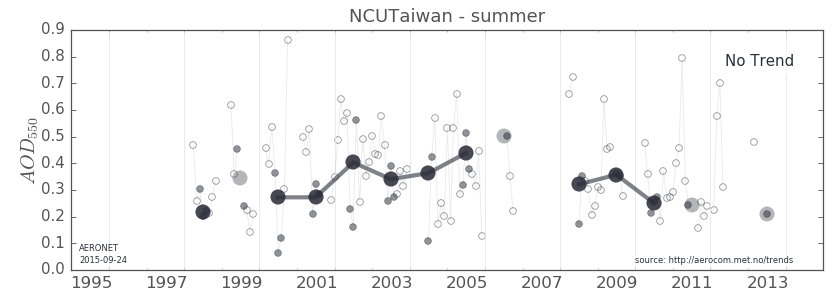 NCUTaiwan - summer
0.9
0.8
0.7
0.6
0.5
0.4
0.3
0.2
0.1
0.0
AOD550
No Trend
AERONET
2015-09-24
source: http://aerocom.met.no/trends
1995 1997 1999 2001 2003 2005 2007 2009 2011 2013